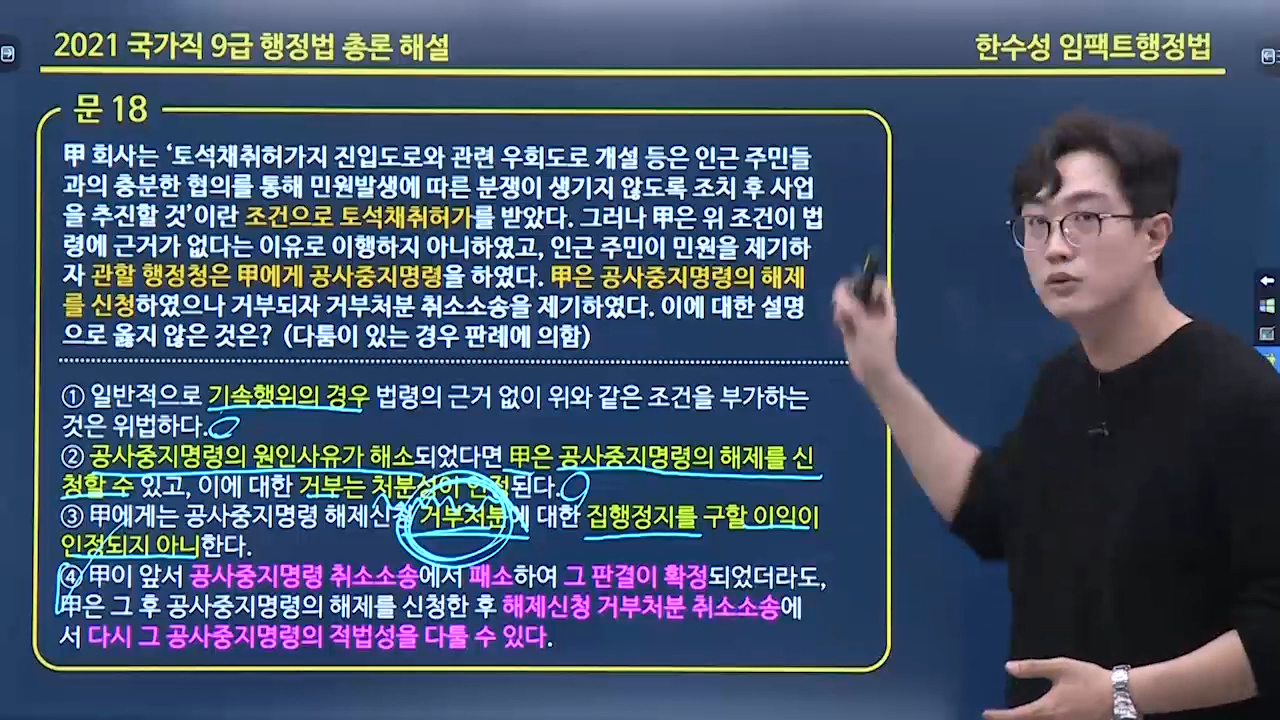 2021 국가직 9급 행정법 총론 해설
한수성 임팩트행정법
문 18
甲 회사는 ‘토석채취허가지 진입도로와 관련 우회도로 개설 등은 인근 주민들
과의 충분한 협의를 통해 민원발생에 따른 분쟁이 생기지 않도록 조치 후 사업
을 추진할 것’이란 조건으로 토석채취허가를 받았다. 그러나 甲은 위 조건이 법
령에 근거가 없다는 이유로 이행하지 아니하였고, 인근 주민이 민원을 제기하
자 관할 행정청은 甲에게 공사중지명령을 하였다. 甲은 공사중지명령의 해제
를 신청하였으나 거부되자 거부처분 취소소송을 제기하였다. 이에 대한 설명
으로 옳지 않은 것은? (다툼이 있는 경우 판례에 의함)
① 일반적으로 기속행위의 경우 법령의 근거 없이 위와 같은 조건을 부가하는
것은 위법하다.
② 공사중지명령의 원인사유가 해소되었다면 甲은 공사중지명령의 해제를 신
청할 수 있고, 이에 대한 거부는 처분성이 인정된다.
③ 甲에게는 공사중지명령 해제신청 거부처분에 대한 집행정지를 구할 이익이
인정되지 아니한다.
④ 甲이 앞서 공사중지명령 취소소송에서 패소하여 그 판결이 확정되었더라도,
甲은 그 후 공사중지명령의 해제를 신청한 후 해제신청 거부처분 취소소송에
서 다시 그 공사중지명령의 적법성을 다툴 수 있다.